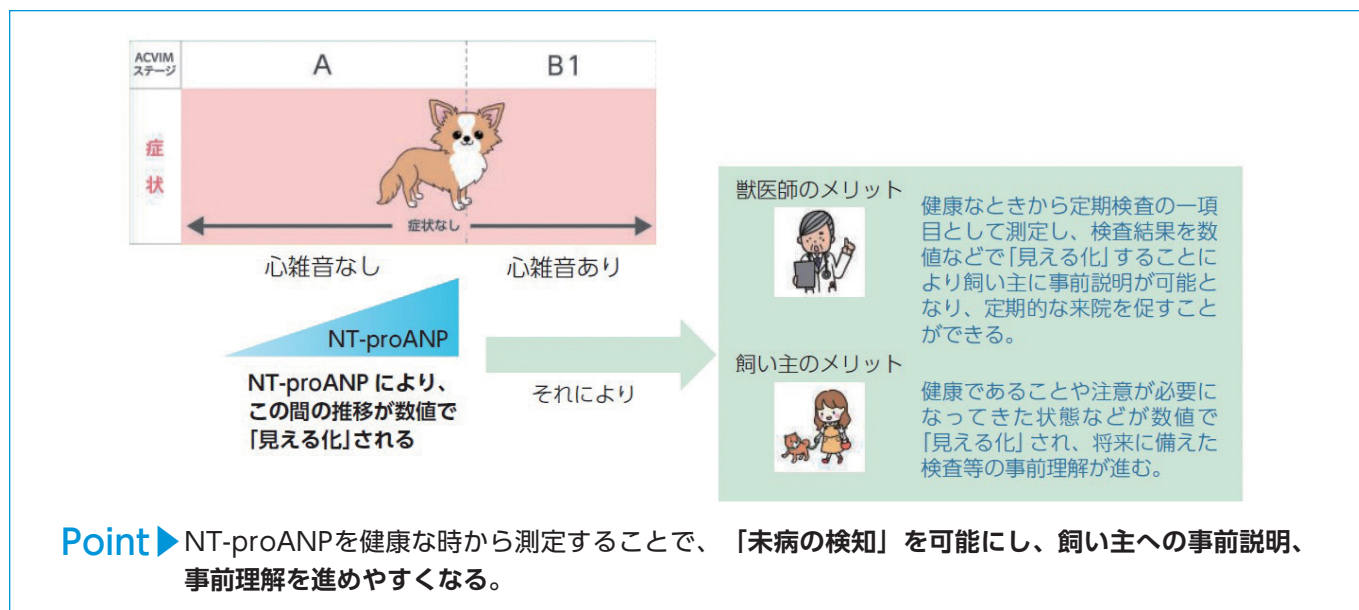 ACVIM
ステージ
A
B1
症
状
症状なし
心雑音なし
心雑音あり
NT-proANP
NT-proANP により、
この間の推移が数値で
「見える化」される
それにより
獣医師のメリット
健康なときから定期検査の一項
目として測定し、検査結果を数
値などで「見える化」することに
より飼い主に事前説明が可能と
なり、定期的な来院を促すこと
ができる。
飼い主のメリット
健康であることや注意が必要に
なってきた状態などが数値で
「見える化」され、将来に備えた
検査等の事前理解が進む。
Point▶NT-proANPを健康な時から測定することで、「未病の検知」を可能にし、飼い主への事前説明、
事前理解を進めやすくなる。